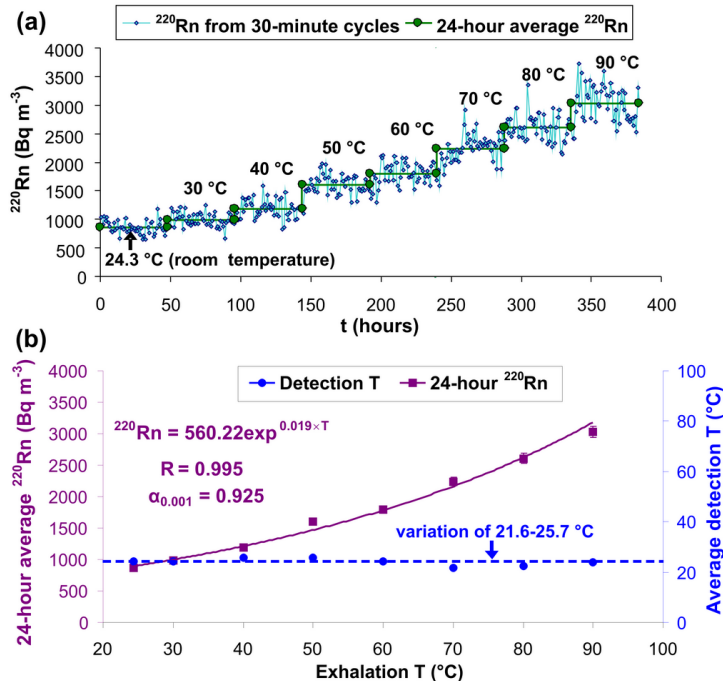 (a)
²²⁰Rn from 30-minute cycles 24-hour average ²²⁰Rn
4000
3500
3000
2500
2000
1500
1000
500
0
²²⁰Rn (Bq m⁻³)
24.3 °C (room temperature)
30 °C
40 °C
50 °C
60 °C
70 °C
80 °C
90 °C
0 50 100 150 200 250 300 350 400
t (hours)
(b)
Detection T 24-hour ²²⁰Rn
4000
3500
3000
2500
2000
1500
1000
500
0
24-hour average ²²⁰Rn (Bq m⁻³)
²²⁰Rn = 560.22exp^0.019×T
R = 0.995
α₀.₀₀₁ = 0.925
variation of 21.6-25.7 °C
100
80
60
40
20
0
Average detection T (°C)
20 30 40 50 60 70 80 90 100
Exhalation T (°C)